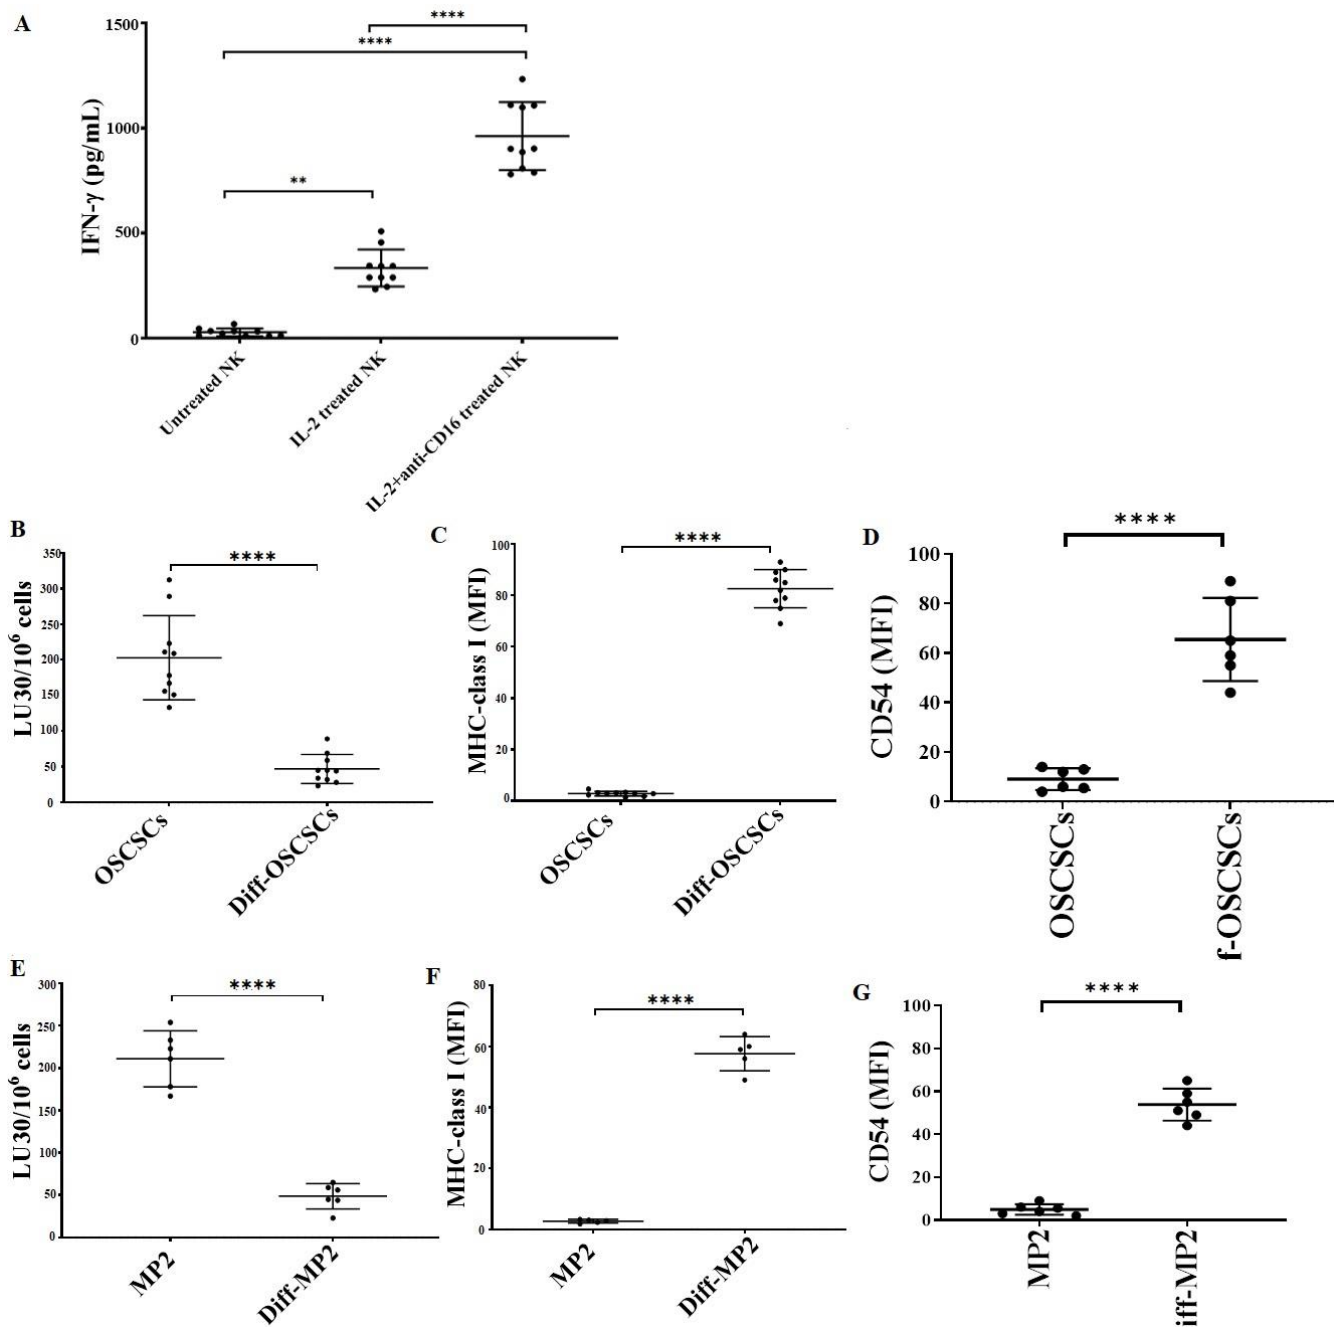 A
1500
1000
500
0
IFN-γ (pg/mL)
****
****
**
Untreated NK
IL-2 treated NK
IL-2+anti-CD16 treated NK
B
350
300
250
200
150
100
50
0
LU30/10⁶ cells
****
OSCSCs
Diff-OSCSCs
C
100
80
60
40
20
0
MHC-class I (MFI)
****
OSCSCs
Diff-OSCSCs
D
100
80
60
40
20
0
CD54 (MFI)
****
OSCSCs
f-OSCSCs
E
300
250
200
150
100
50
0
LU30/10⁶ cells
****
MP2
Diff-MP2
F
80
60
40
20
0
MHC-class I (MFI)
****
MP2
Diff-MP2
G
100
80
60
40
20
0
CD54 (MFI)
****
MP2
iff-MP2